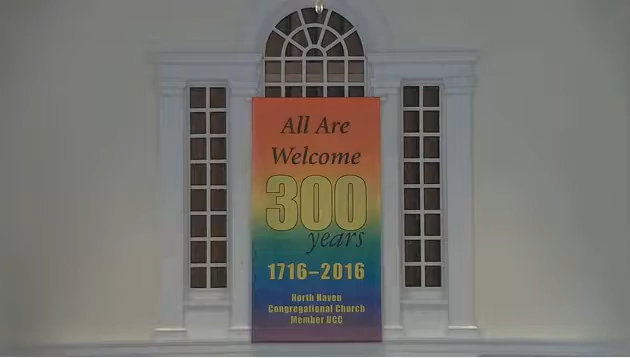 All Are
Welcome
300
years
1716–2016
North Haven
Congregational Church
Member UCC